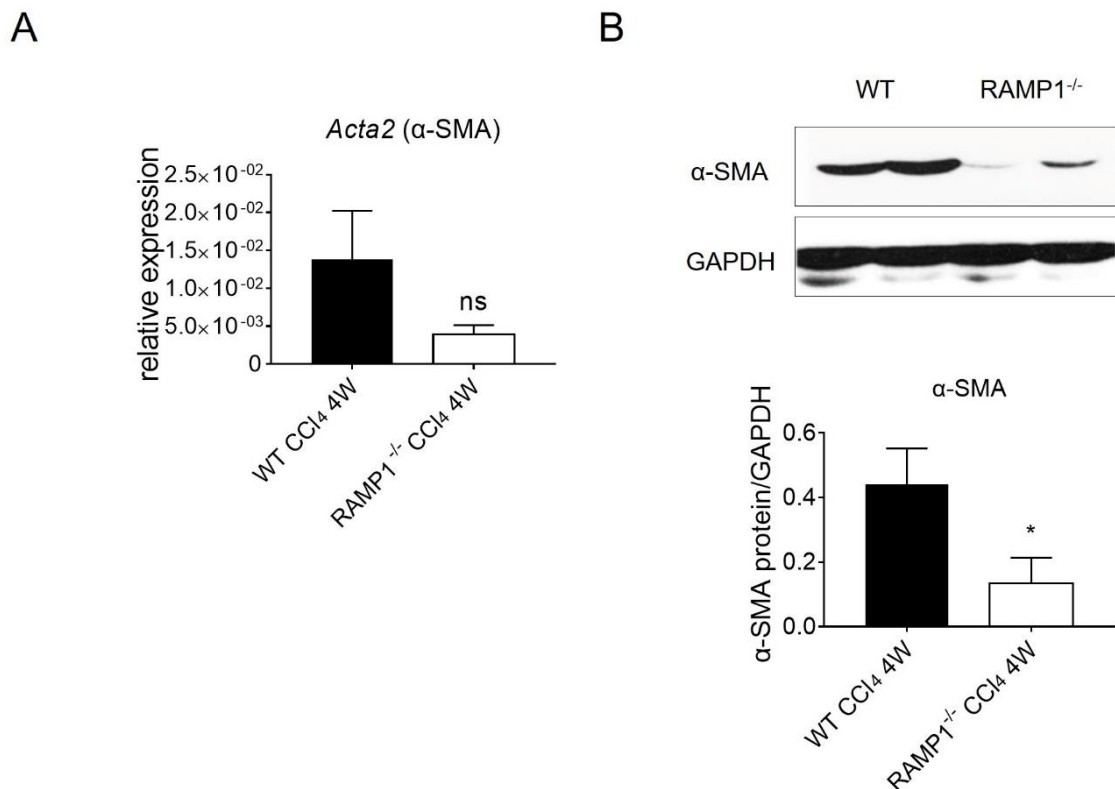 A
Acta2 (α-SMA)
relative expression
2.5×10⁻⁰²
2.0×10⁻⁰²
1.5×10⁻⁰²
1.0×10⁻⁰²
5.0×10⁻⁰³
0
ns
WT CCl₄ 4W
RAMP1⁻/⁻ CCl₄ 4W
B
WT RAMP1⁻/⁻
α-SMA
GAPDH
α-SMA
α-SMA protein/GAPDH
0.6
0.4
0.2
0.0
*
WT CCl₄ 4W
RAMP1⁻/⁻ CCl₄ 4W